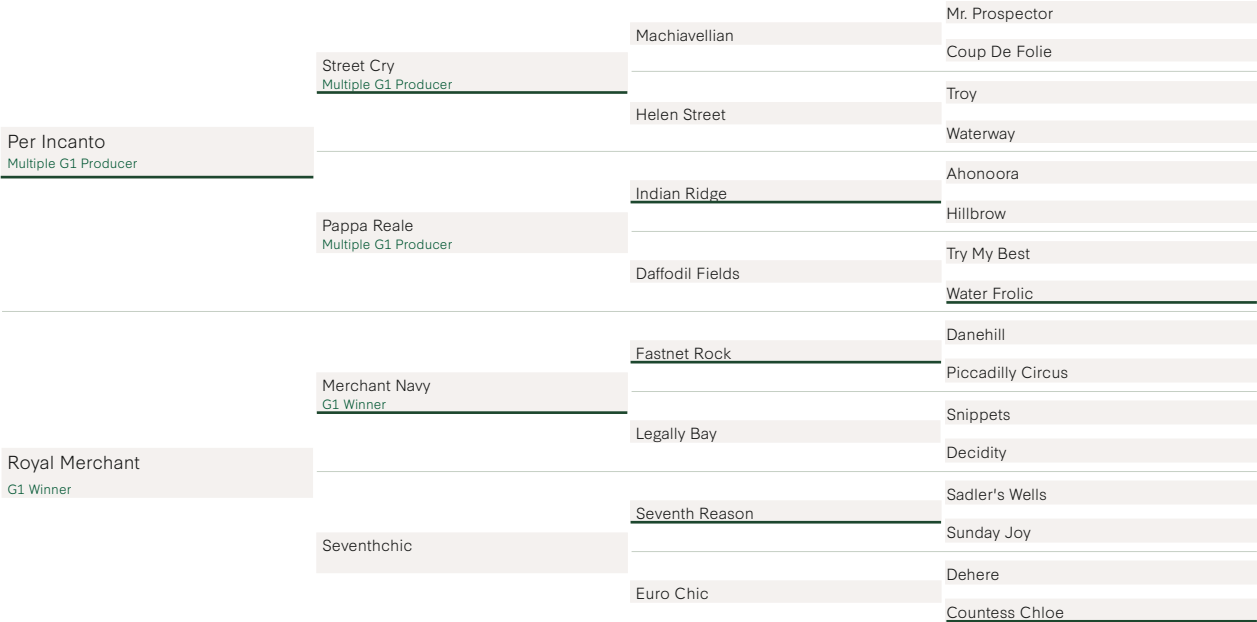 Per Incanto
Multiple G1 Producer
Royal Merchant
G1 Winner
Street Cry
Multiple G1 Producer
Pappa Reale
Multiple G1 Producer
Merchant Navy
G1 Winner
Seventhchic
Machiavellian
Helen Street
Indian Ridge
Daffodil Fields
Fastnet Rock
Legally Bay
Seventh Reason
Euro Chic
Mr. Prospector
Coup De Folie
Troy
Waterway
Ahonoora
Hillbrow
Try My Best
Water Frolic
Danehill
Piccadilly Circus
Snippets
Decidity
Sadler's Wells
Sunday Joy
Dehere
Countess Chloe